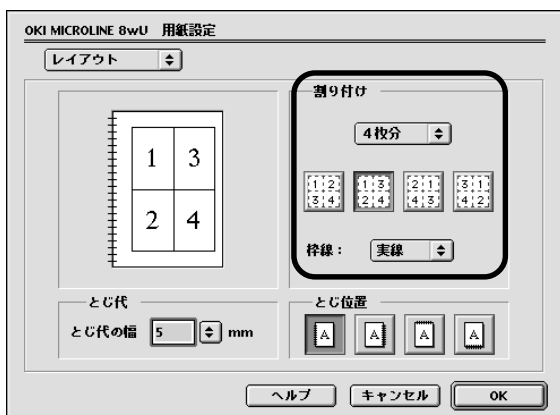 OKI MICROLINE 8wU 用紙設定
レイアウト
1 3
2 4
割り付け
4枚分
1 2 1 3 2 1 3 1
3 4 2 4 4 3 4 2
枠線： 実線
とじ代
とじ代の幅 5 mm
とじ位置
A A A A
ヘルプ キャンセル OK